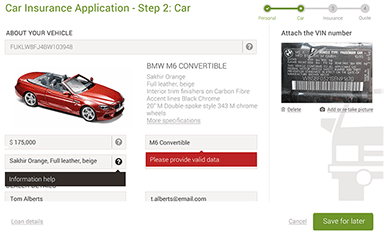 Car Insurance Application - Step 2: Car
Personal
Car
Insurance
Quote
ABOUT YOUR VEHICLE
FUKLWBFJ4BW103948
?
BMW M6 CONVERTIBLE
Sakhir Orange
Full leather, beige
Interior trim finishers on Carbon Fibre
Accent lines Black Chrome
20" M Double-spoke style 343 M chrome
wheels
More specifications
Attach the VIN number
Delete
Add or re-take picture
$ 175,000
?
M6 Convertible
Sakhir Orange, Full leather, beige
?
Please provide valid data
Information help
DEALER DETAILS
Tom Alberts
t.alberts@email.com
Loan details
Cancel
Save for later